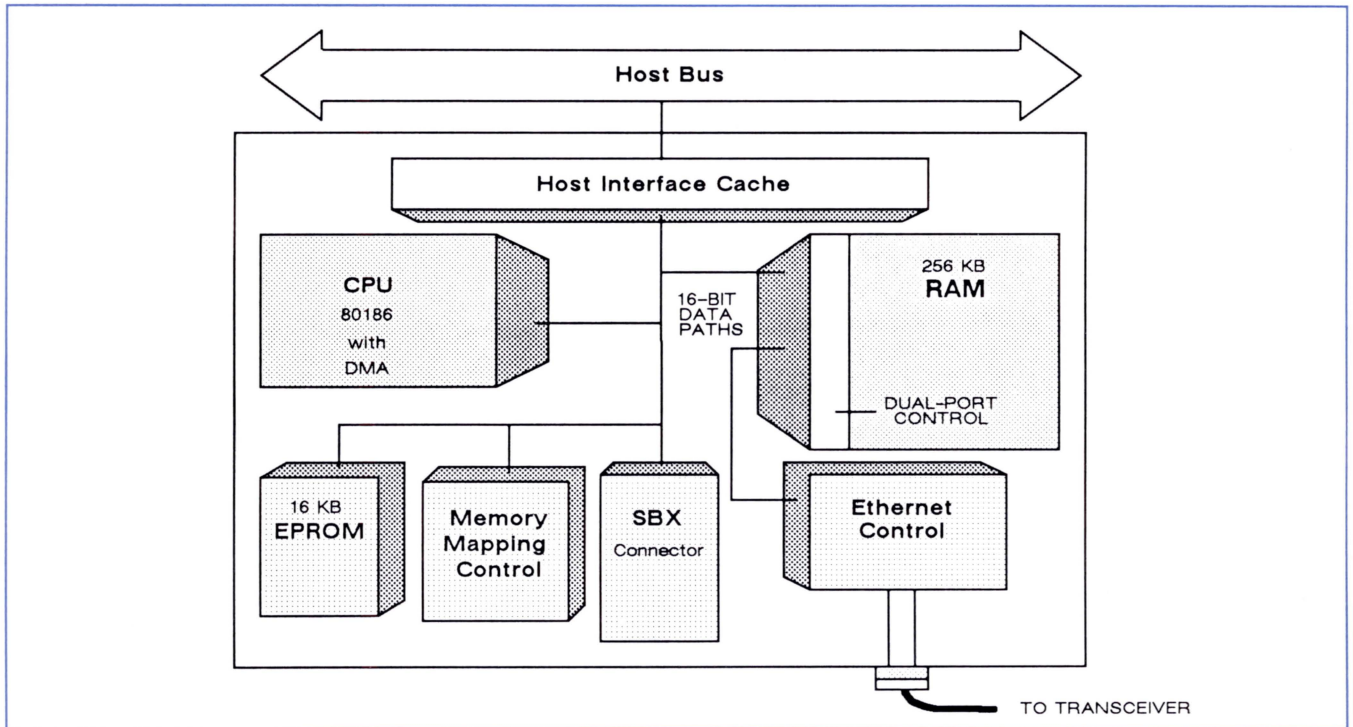 Host Bus
Host Interface Cache
CPU
80186
with
DMA
16-BIT
DATA
PATHS
256 KB
RAM
DUAL-PORT
CONTROL
16 KB
EPROM
Memory
Mapping
Control
SBX
Connector
Ethernet
Control
TO TRANSCEIVER